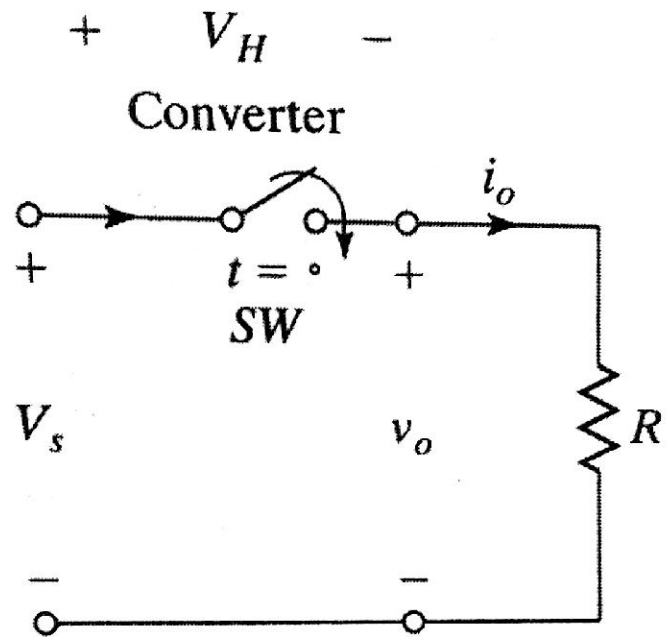 + V_H −
Converter
i_o
+ t = ° +
SW
V_s v_o R
− −